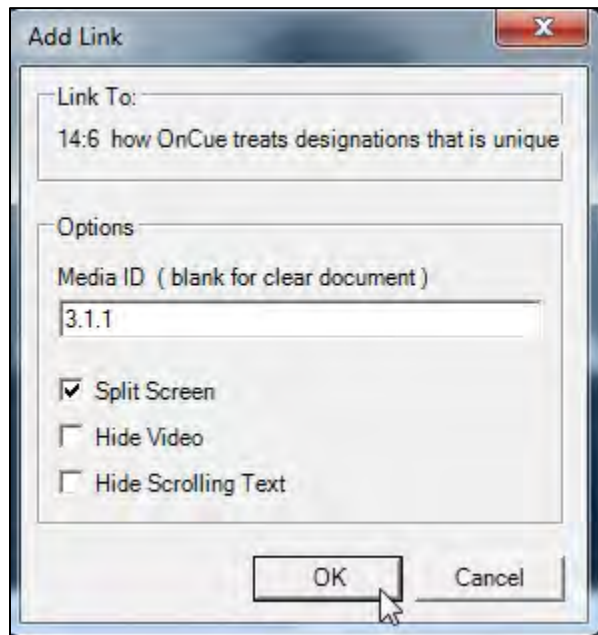 Add Link
Link To:
14:6 how OnCue treats designations that is unique
Options
Media ID ( blank for clear document )
3.1.1
Split Screen
Hide Video
Hide Scrolling Text
OK Cancel